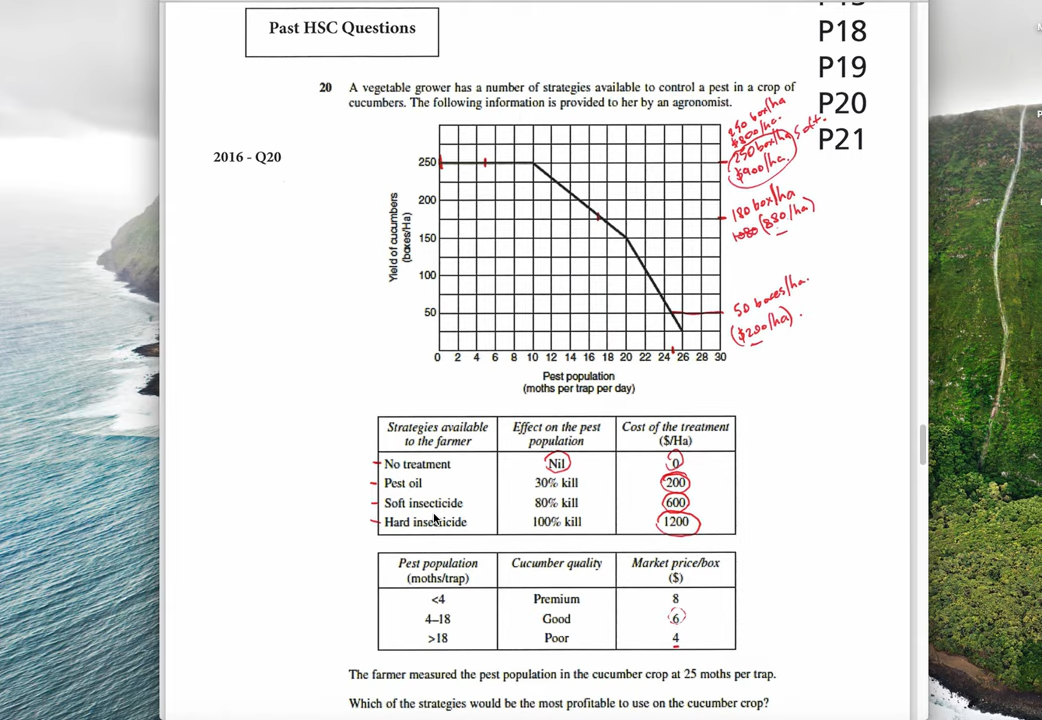 Past HSC Questions
P18
P19
P20
P21
20 A vegetable grower has a number of strategies available to control a pest in a crop of
cucumbers. The following information is provided to her by an agronomist.
2016 - Q20
250
200
150
100
50
Yield of cucumbers
(boxes/Ha)
0 2 4 6 8 10 12 14 16 18 20 22 24 26 28 30
Pest population
(moths per trap per day)
250 box/ha
$800/ha.
250 box/ha soft.
$900/ha.
180 box/ha
1080 (880/ha)
50 boxes/ha.
($200/ha).
Strategies available to the farmer Effect on the pest population Cost of the treatment ($/Ha)
No treatment Nil 0
Pest oil 30% kill 200
Soft insecticide 80% kill 600
Hard insecticide 100% kill 1200
Pest population (moths/trap) Cucumber quality Market price/box ($)
<4 Premium 8
4–18 Good 6
>18 Poor 4
The farmer measured the pest population in the cucumber crop at 25 moths per trap.
Which of the strategies would be the most profitable to use on the cucumber crop?